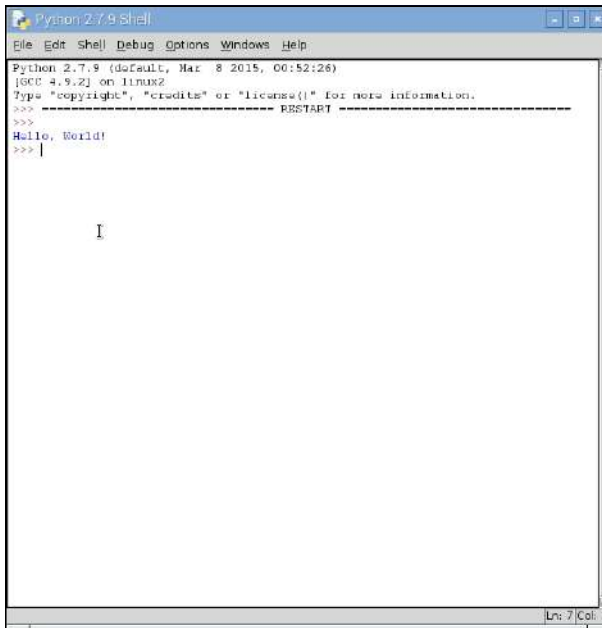 Python 2.7.9 Shell
File Edit Shell Debug Options Windows Help
Python 2.7.9 (default, Mar  8 2015, 00:52:26)
[GCC 4.9.2] on linux2
Type "copyright", "credits" or "license()" for more information.
>>> ================================ RESTART ================================
>>>
Hello, World!
>>>
Ln: 7 Col: